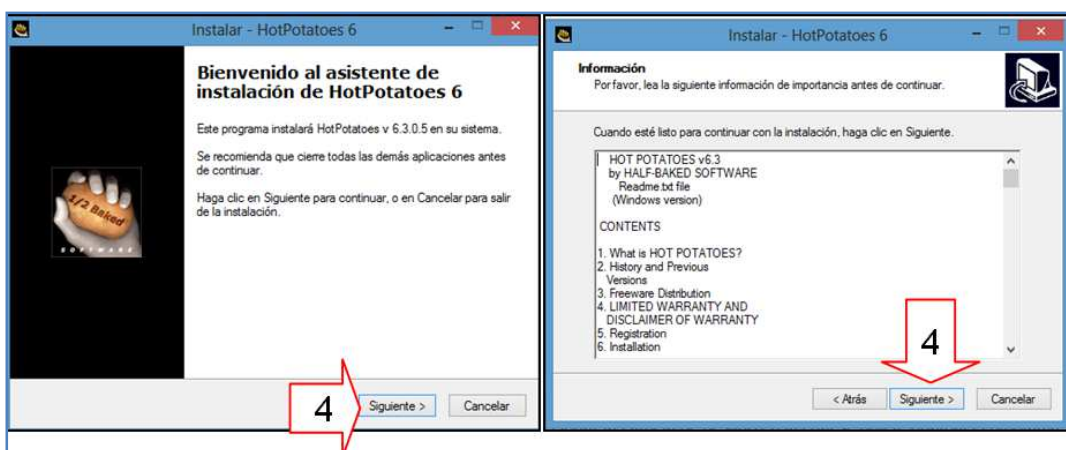 Instalar - HotPotatoes 6
Bienvenido al asistente de
instalación de HotPotatoes 6
Este programa instalará HotPotatoes v 6.3.0.5 en su sistema.
Se recomienda que cierre todas las demás aplicaciones antes
de continuar.
Haga clic en Siguiente para continuar, o en Cancelar para salir
de la instalación.
1/2 Baked
SOFTWARE
4
Siguiente >
Cancelar
Instalar - HotPotatoes 6
Información
Por favor, lea la siguiente información de importancia antes de continuar.
Cuando esté listo para continuar con la instalación, haga clic en Siguiente.
HOT POTATOES v6.3
by HALF-BAKED SOFTWARE
Readme.txt file
(Windows version)
CONTENTS
1. What is HOT POTATOES?
2. History and Previous
Versions
3. Freeware Distribution
4. LIMITED WARRANTY AND
DISCLAIMER OF WARRANTY
5. Registration
6. Installation
4
< Atrás
Siguiente >
Cancelar